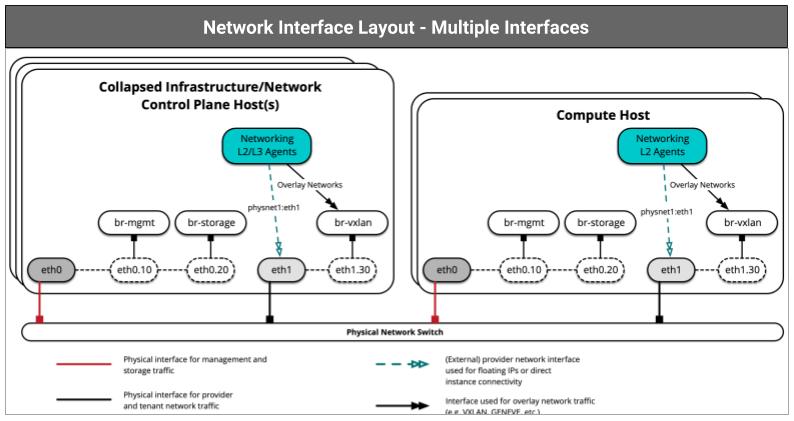 Network Interface Layout - Multiple Interfaces
Collapsed Infrastructure/Network
Control Plane Host(s)
Networking
L2/L3 Agents
Overlay Networks
physnet1:eth1
br-mgmt
br-storage
br-vxlan
eth0
eth0.10
eth0.20
eth1
eth1.30
Compute Host
Networking
L2 Agents
Overlay Networks
physnet1:eth1
br-mgmt
br-storage
br-vxlan
eth0
eth0.10
eth0.20
eth1
eth1.30
Physical Network Switch
Physical interface for management and
storage traffic
Physical interface for provider
and tenant network traffic
(External) provider network interface
used for floating IPs or direct
instance connectivity
Interface used for overlay network traffic
(e.g. VXLAN, GENEVE, etc.)